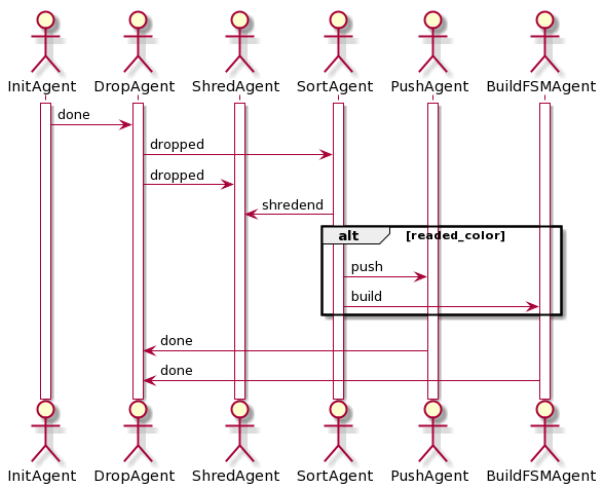 InitAgent DropAgent ShredAgent SortAgent PushAgent BuildFSMAgent
done
dropped
dropped
shredend
alt [readed_color]
push
build
done
done
InitAgent DropAgent ShredAgent SortAgent PushAgent BuildFSMAgent